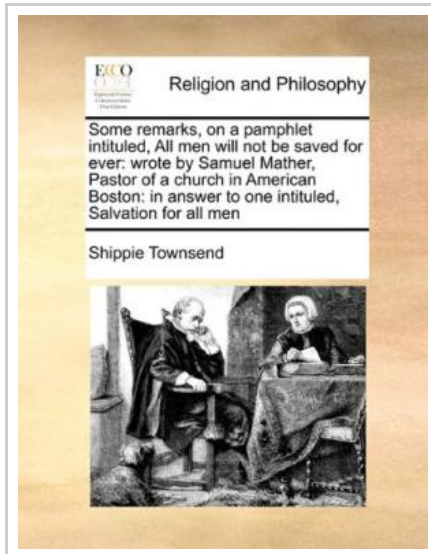 ECCO
Religion and Philosophy
Some remarks, on a pamphlet
intituled, All men will not be saved for
ever: wrote by Samuel Mather,
Pastor of a church in American
Boston: in answer to one intituled,
Salvation for all men
Shippie Townsend